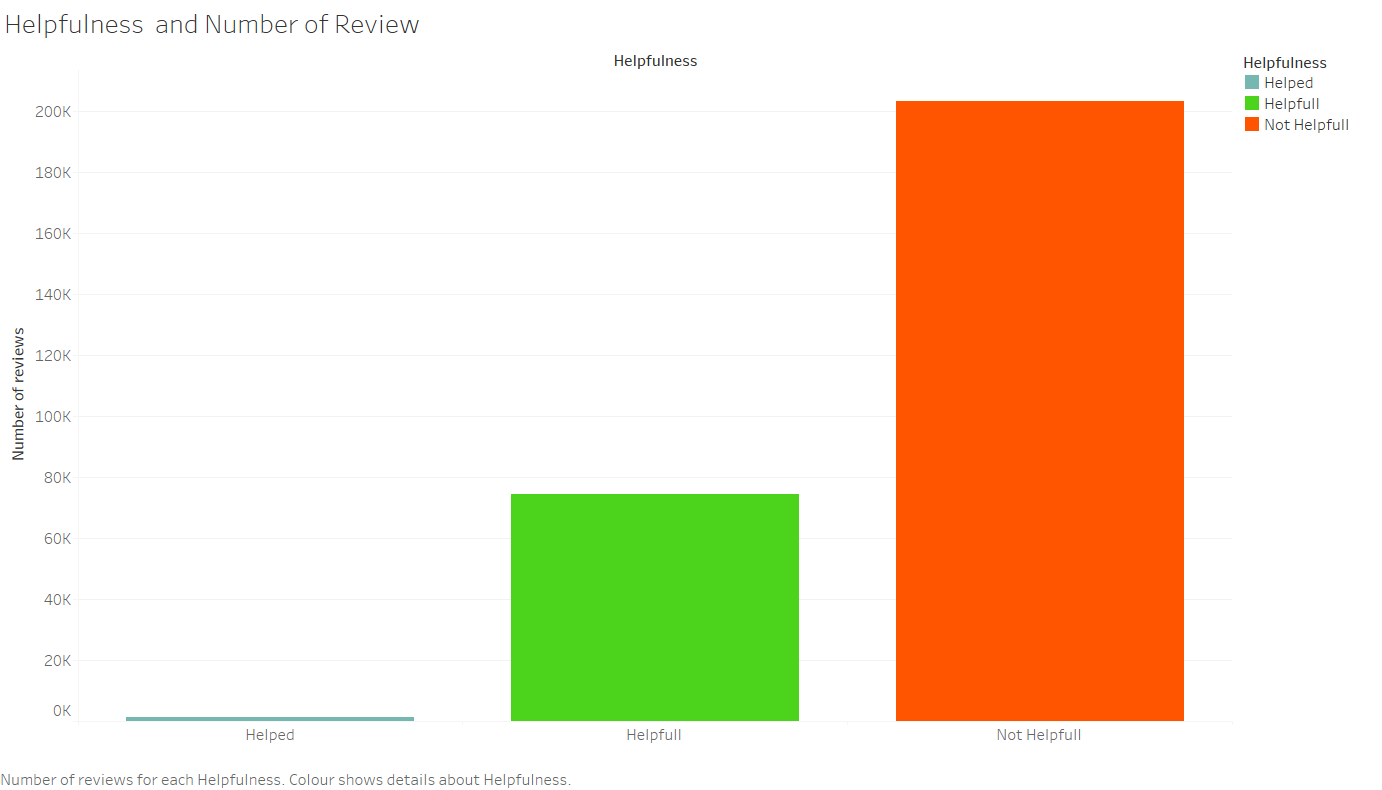 Helpfulness  and Number of Review
Helpfulness
Helpfulness
Helped
Helpfull
Not Helpfull
200K
180K
160K
140K
120K
100K
80K
60K
40K
20K
0K
Number of reviews
Helped
Helpfull
Not Helpfull
Number of reviews for each Helpfulness. Colour shows details about Helpfulness.